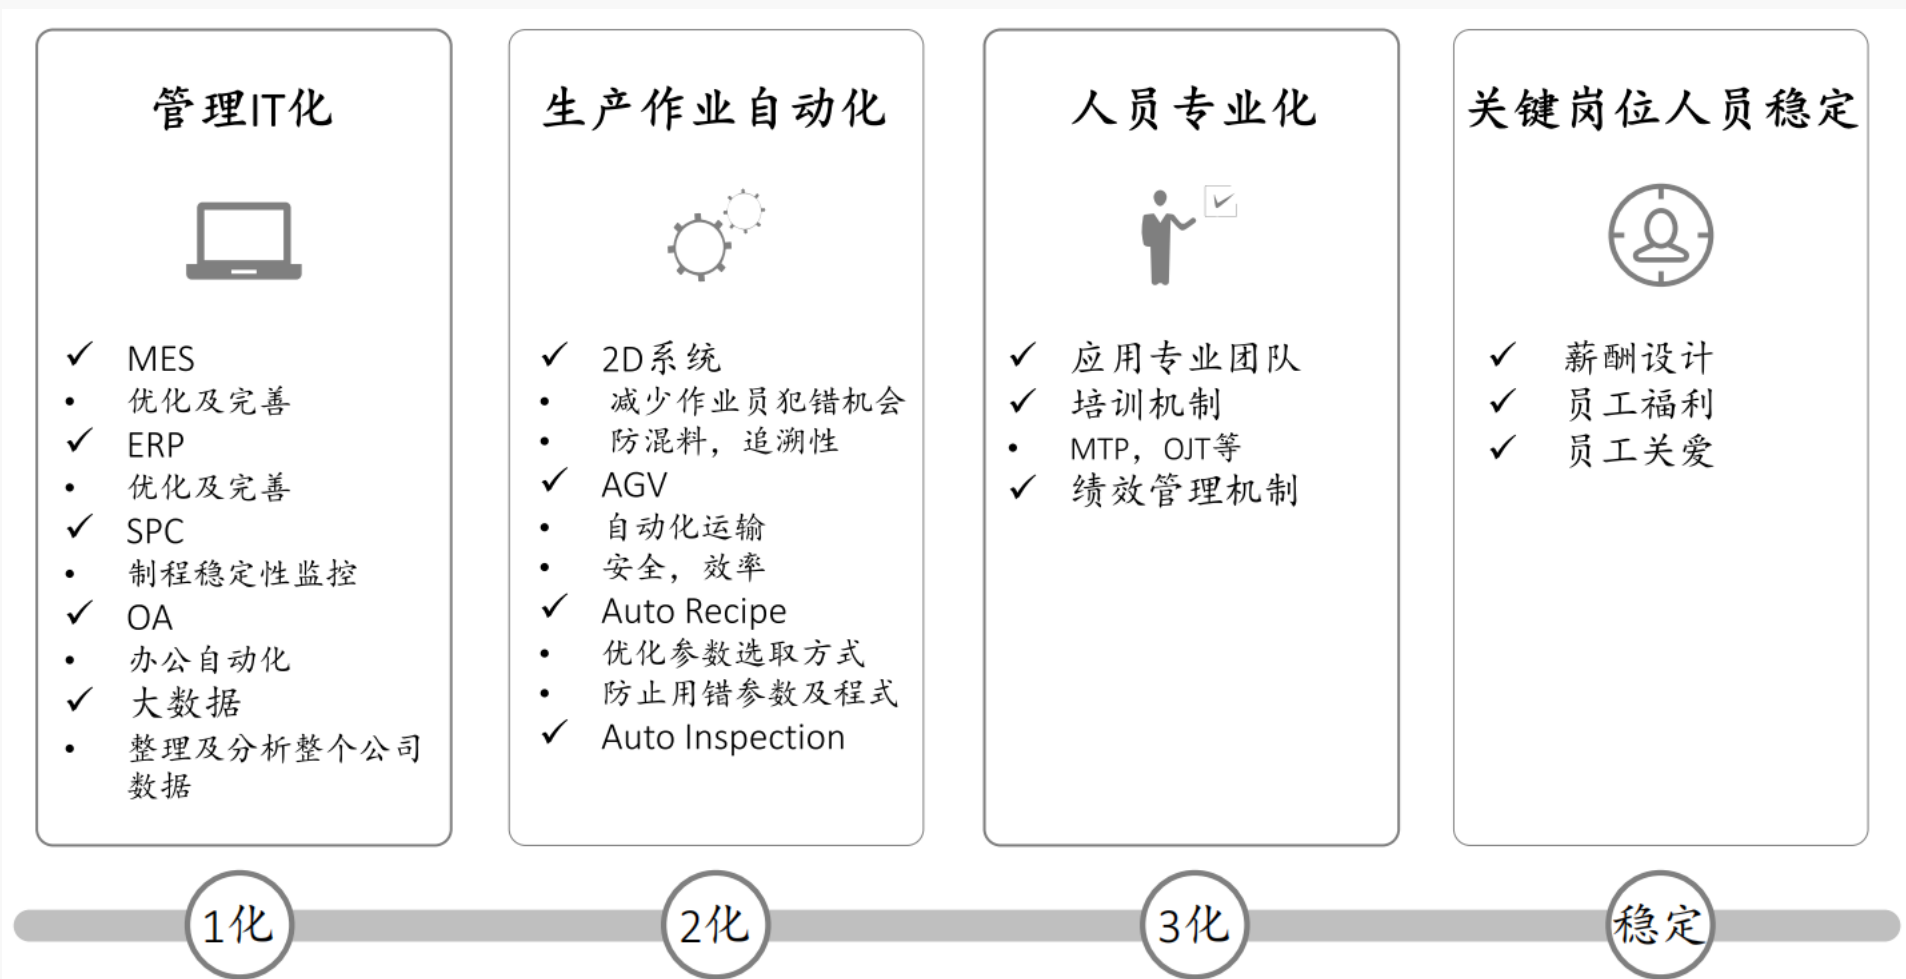 管理IT化
✓ MES
• 优化及完善
✓ ERP
• 优化及完善
✓ SPC
• 制程稳定性监控
✓ OA
• 办公自动化
✓ 大数据
• 整理及分析整个公司
数据
生产作业自动化
✓ 2D系统
• 减少作业员犯错机会
• 防混料，追溯性
✓ AGV
• 自动化运输
• 安全，效率
✓ Auto Recipe
• 优化参数选取方式
• 防止用错参数及程式
✓ Auto Inspection
人员专业化
✓ 应用专业团队
✓ 培训机制
• MTP，OJT等
✓ 绩效管理机制
关键岗位人员稳定
✓ 薪酬设计
✓ 员工福利
✓ 员工关爱
1化
2化
3化
稳定